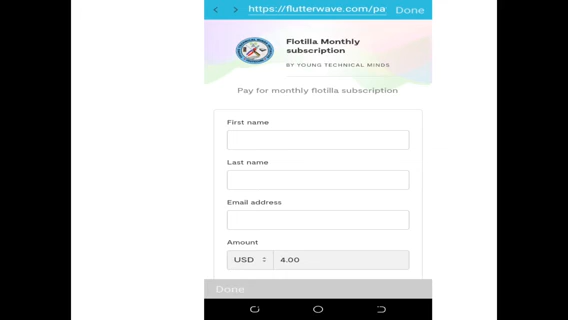 https://flutterwave.com/pa
Done
Flotilla Monthly
subscription
BY YOUNG TECHNICAL MINDS
Pay for monthly flotilla subscription
First name
Last name
Email address
Amount
USD
4.00
Done